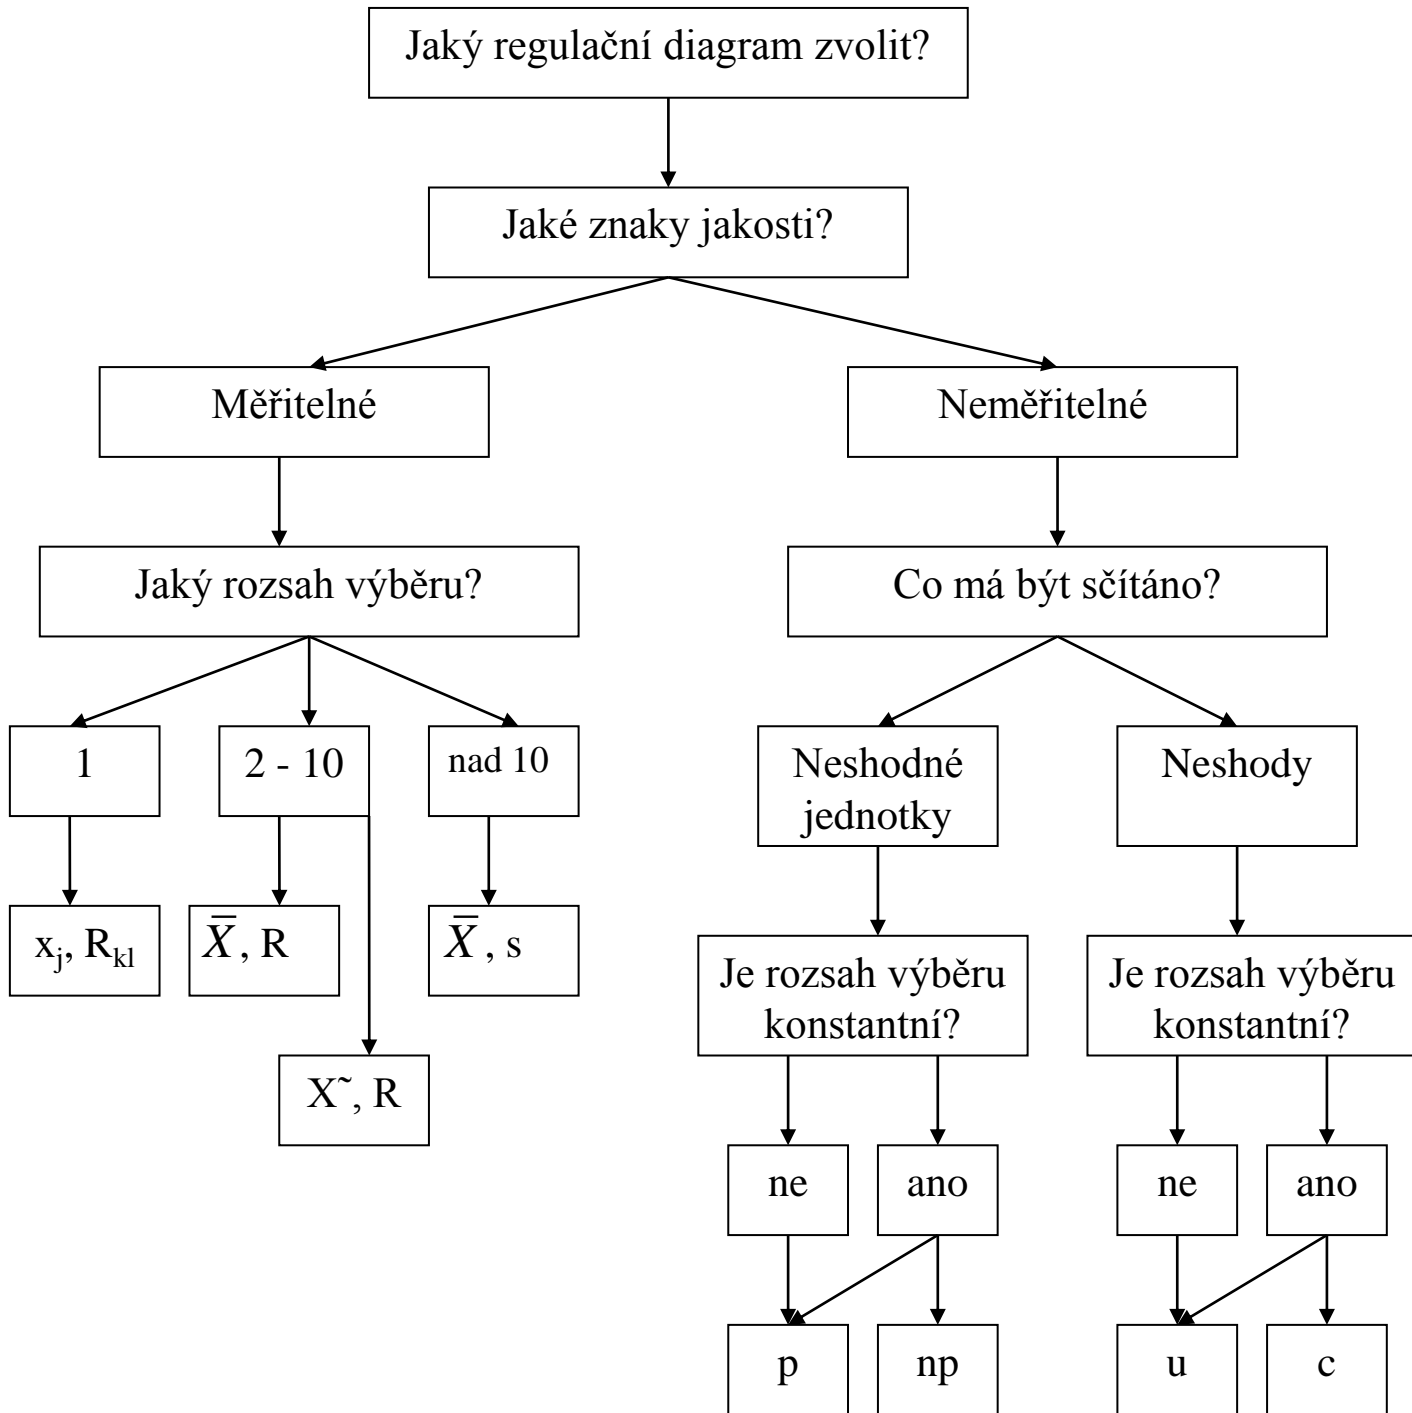 Jaký regulační diagram zvolit?
Jaké znaky jakosti?
Měřitelné
Neměřitelné
Jaký rozsah výběru?
Co má být sčítáno?
1
2 - 10
nad 10
Neshodné
jednotky
Neshody
xj, Rkl
X̅, R
X̅, s
X˜, R
Je rozsah výběru
konstantní?
Je rozsah výběru
konstantní?
ne
ano
ne
ano
p
np
u
c